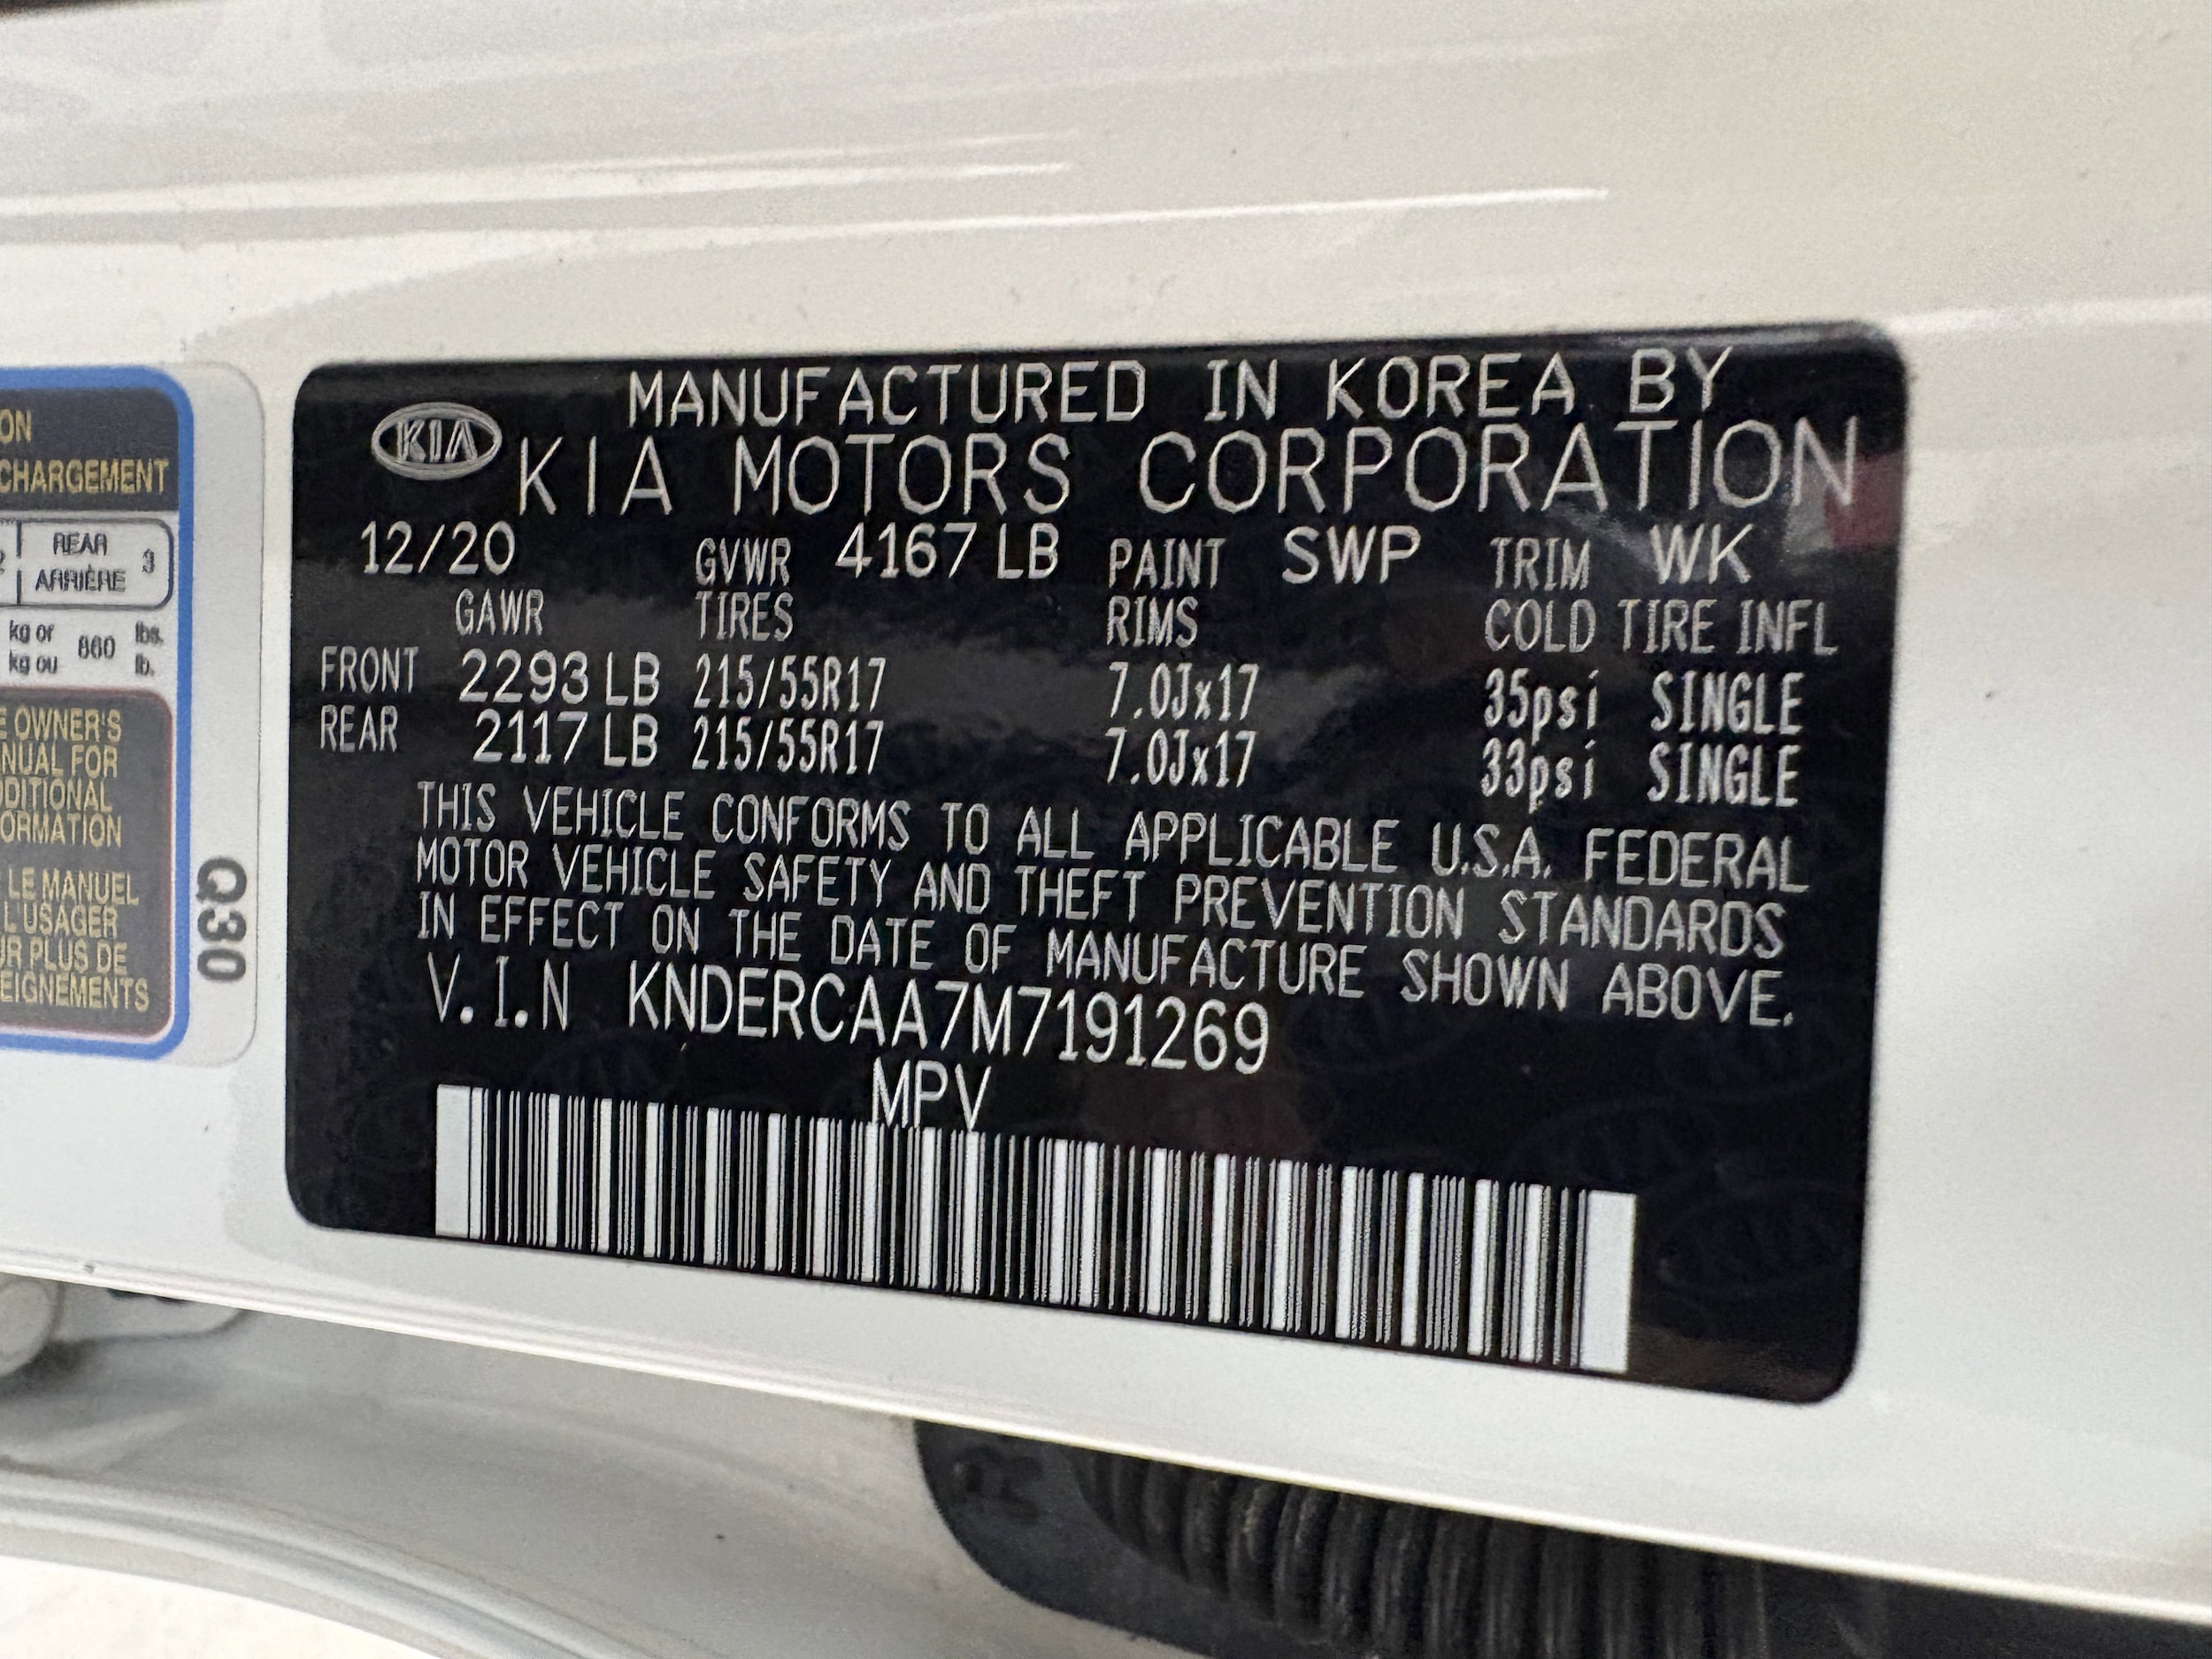 ON
CHARGEMENT
REAR 3
ARRIÈRE
kg or 860 lbs.
kg ou lb.
E OWNER'S
NUAL FOR
DDITIONAL
ORMATION
LE MANUEL
L'USAGER
UR PLUS DE
EIGNEMENTS
Q30
MANUFACTURED IN KOREA BY
KIA KIA MOTORS CORPORATION
12/20 GVWR 4167 LB PAINT SWP TRIM WK
GAWR TIRES RIMS COLD TIRE INFL
FRONT 2293 LB 215/55R17 7.0Jx17 35psi SINGLE
REAR 2117 LB 215/55R17 7.0Jx17 33psi SINGLE
THIS VEHICLE CONFORMS TO ALL APPLICABLE U.S.A. FEDERAL
MOTOR VEHICLE SAFETY AND THEFT PREVENTION STANDARDS
IN EFFECT ON THE DATE OF MANUFACTURE SHOWN ABOVE.
V.I.N KNDERCAA7M7191269
MPV